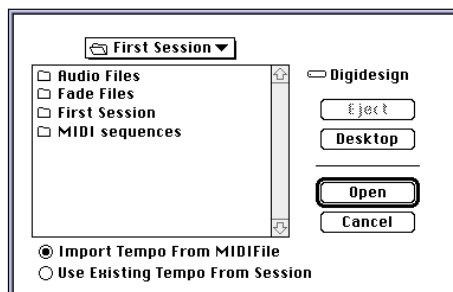 First Session
Audio Files
Fade Files
First Session
MIDI sequences
Digidesign
Eject
Desktop
Open
Cancel
Import Tempo From MIDIFile
Use Existing Tempo From Session